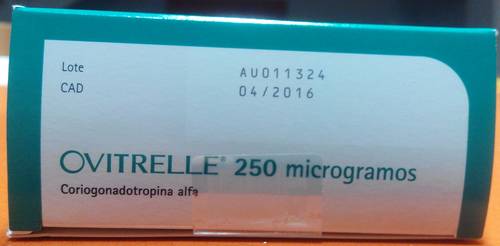 Lote AU011324
CAD 04/2016
OVITRELLE® 250 microgramos
Coriogonadotropina alfa